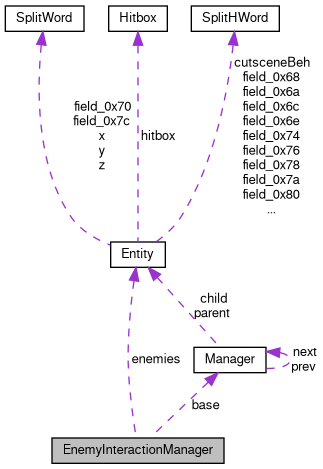 SplitWord
Hitbox
SplitHWord
field_0x70
field_0x7c
x
y
z
hitbox
cutsceneBeh
field_0x68
field_0x6a
field_0x6c
field_0x6e
field_0x74
field_0x76
field_0x78
field_0x7a
field_0x80
...
Entity
child
parent
enemies
Manager
next
prev
base
EnemyInteractionManager